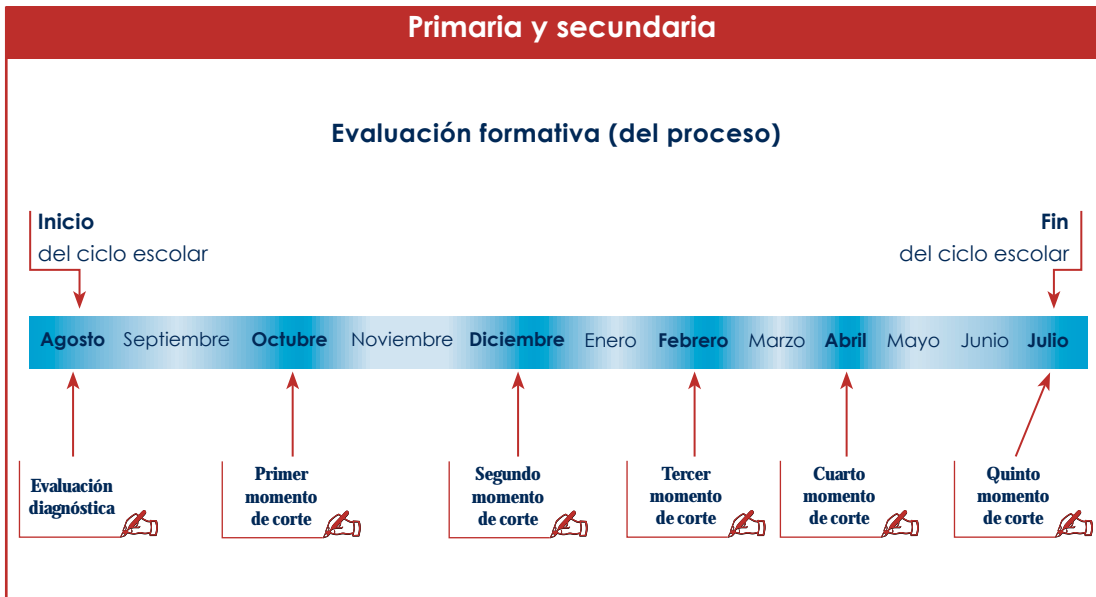 Primaria y secundaria
Evaluación formativa (del proceso)
Inicio
del ciclo escolar
Fin
del ciclo escolar
Agosto Septiembre Octubre Noviembre Diciembre Enero Febrero Marzo Abril Mayo Junio Julio
Evaluación
diagnóstica
Primer
momento
de corte
Segundo
momento
de corte
Tercer
momento
de corte
Cuarto
momento
de corte
Quinto
momento
de corte